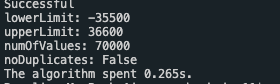 Successful
lowerLimit: -35500
upperLimit: 36600
numOfValues: 70000
noDuplicates: False
The algorithm spent 0.265s.